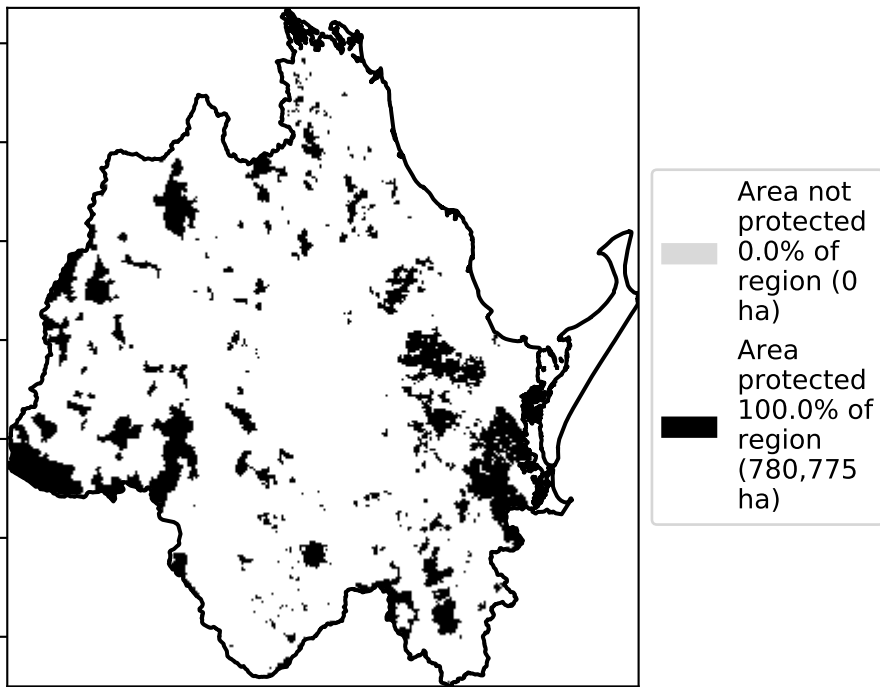 Area not
protected
0.0% of
region (0
ha)
Area
protected
100.0% of
region
(780,775
ha)